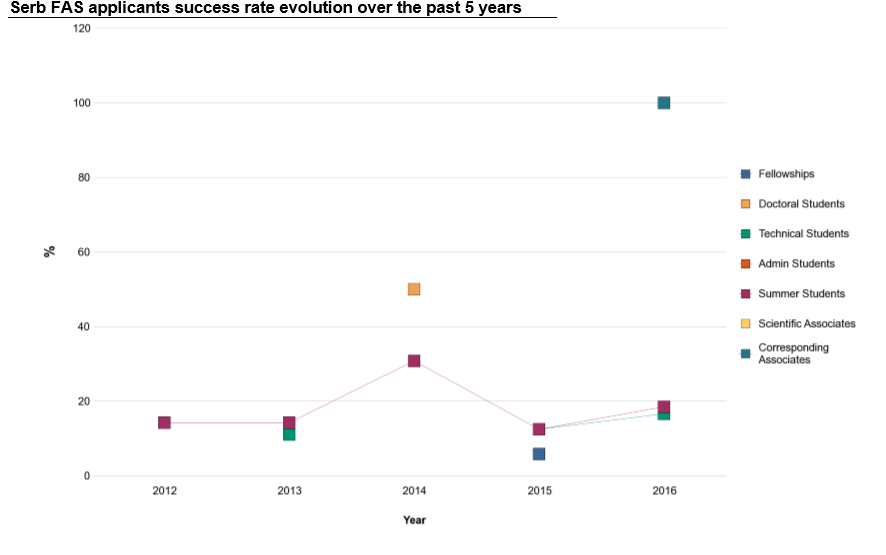 Serb FAS applicants success rate evolution over the past 5 years
120
100
80
60
40
20
0
%
2012 2013 2014 2015 2016
Year
Fellowships
Doctoral Students
Technical Students
Admin Students
Summer Students
Scientific Associates
Corresponding
Associates